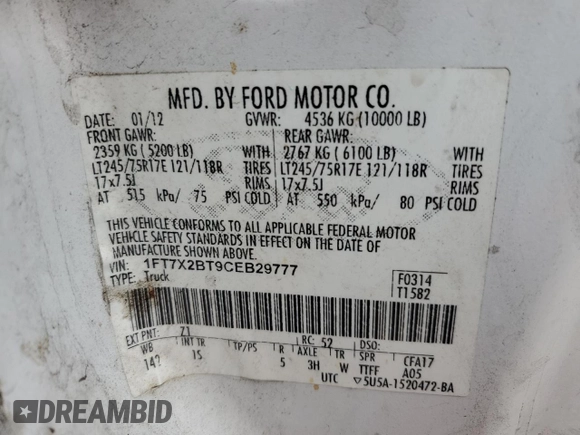 MFD. BY FORD MOTOR CO.
DATE: 01/12 GVWR: 4536 KG (10000 LB)
FRONT GAWR: REAR GAWR:
2359 KG ( 5200 LB) WITH 2767 KG ( 6100 LB) WITH
LT245/75R17E 121/118R TIRES LT245/75R17E 121/118R TIRES
17x7.5J RIMS 17x7.5J RIMS
AT 515 kPa/ 75 PSI COLD AT 550 kPa/ 80 PSI COLD
THIS VEHICLE CONFORMS TO ALL APPLICABLE FEDERAL MOTOR
VEHICLE SAFETY STANDARDS IN EFFECT ON THE DATE OF
MANUFACTURE SHOWN ABOVE.
VIN: 1FT7X2BT9CEB29777
TYPE: Truck
F0314
T1582
EXT PNT: Z1 RC: 52 DSO:
WB INT TR TP/PS R AXLE TR SPR CFA17
142 IS 5 3H W TTFF A05
UTC 5U5A-1520472-BA
DREAMBID